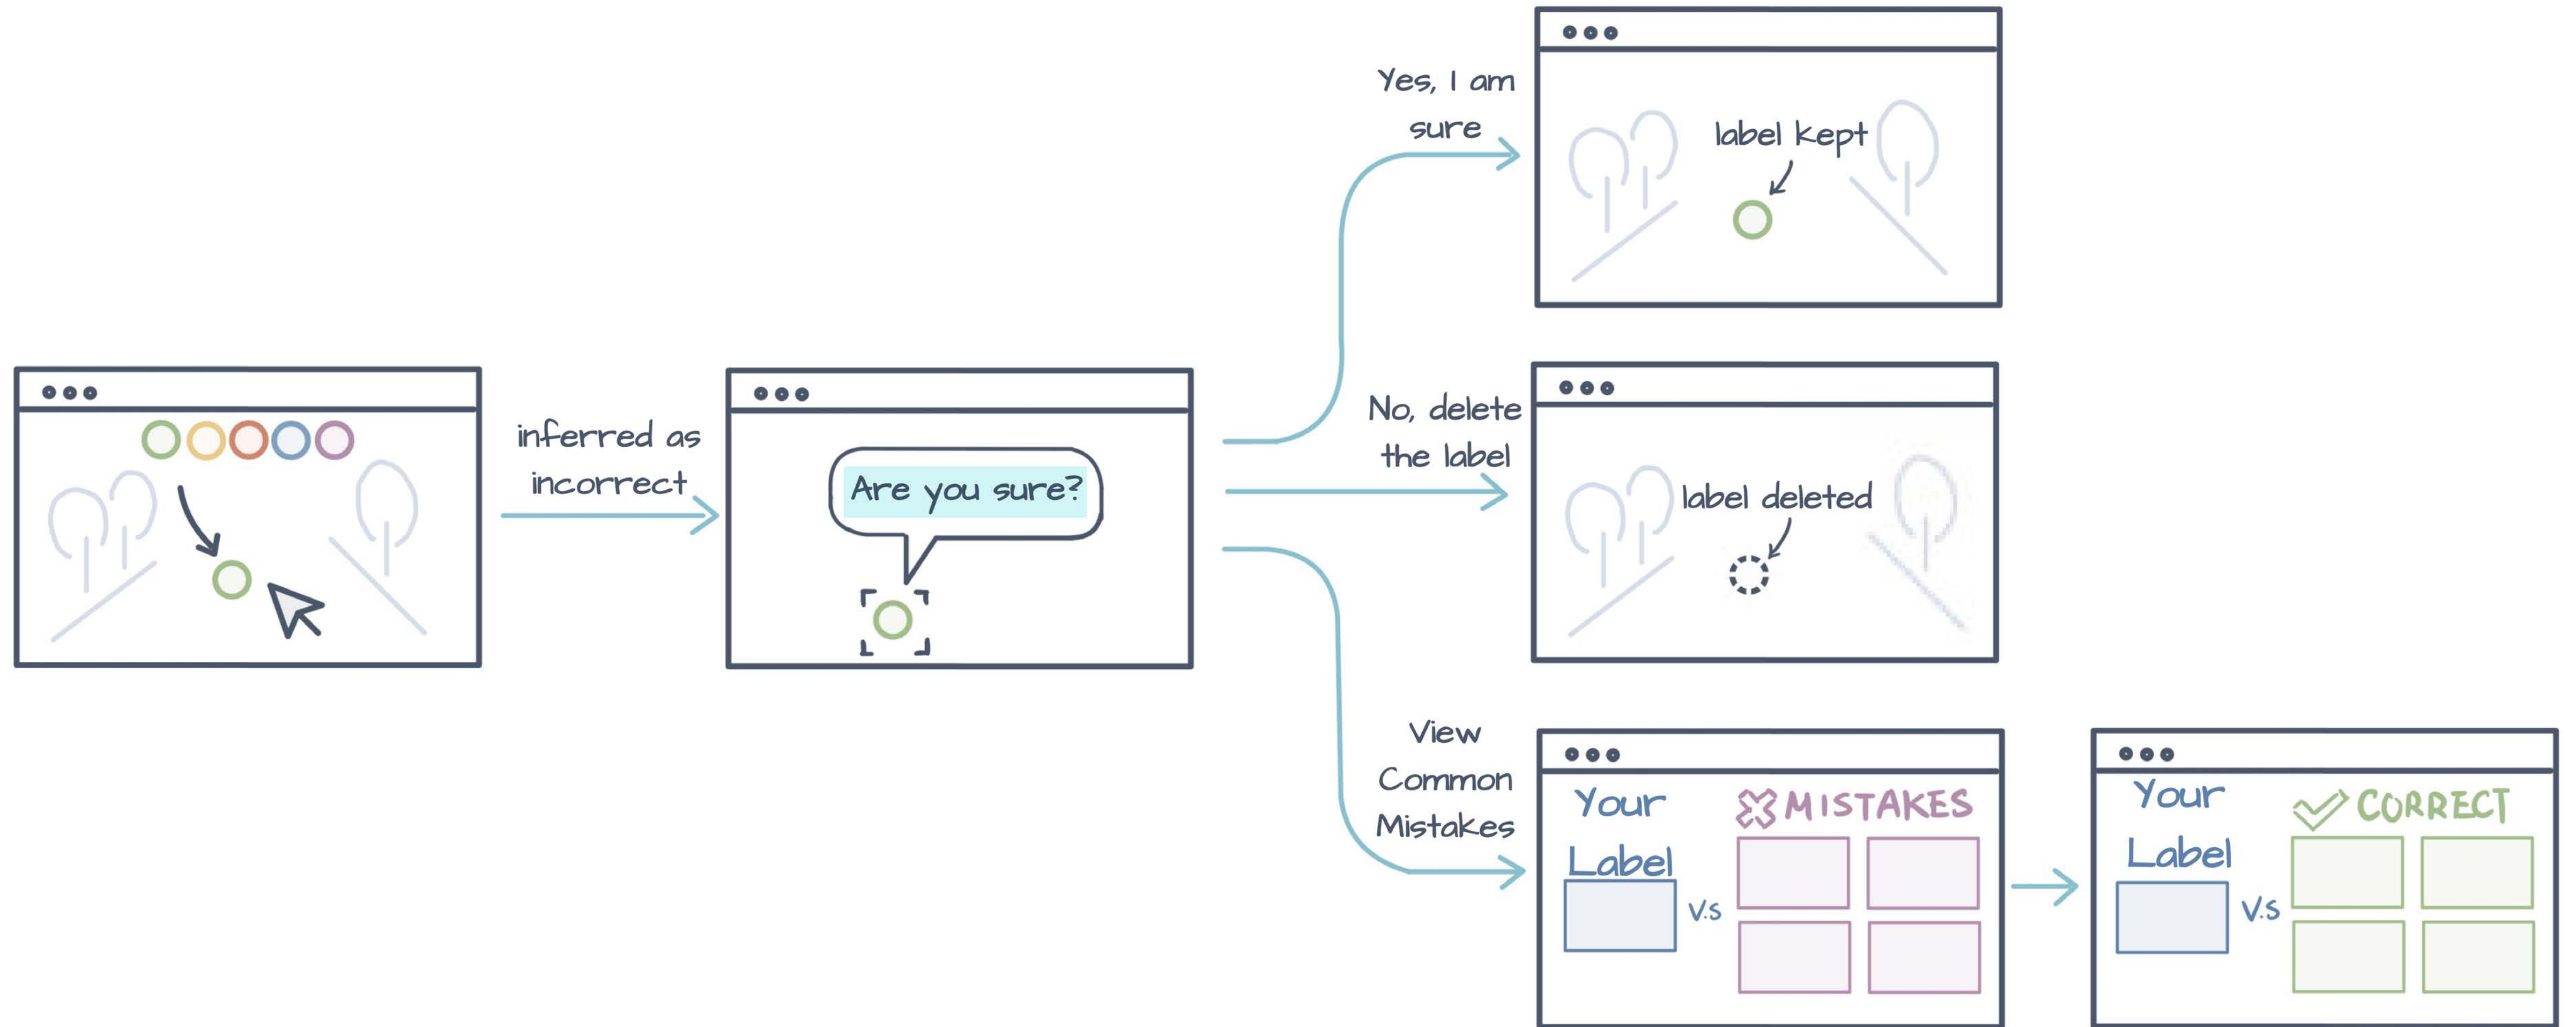 inferred as
incorrect
Are you sure?
Yes, I am
sure
label kept
No, delete
the label
label deleted
View
Common
Mistakes
Your
Label
V.S
MISTAKES
Your
Label
V.S
CORRECT